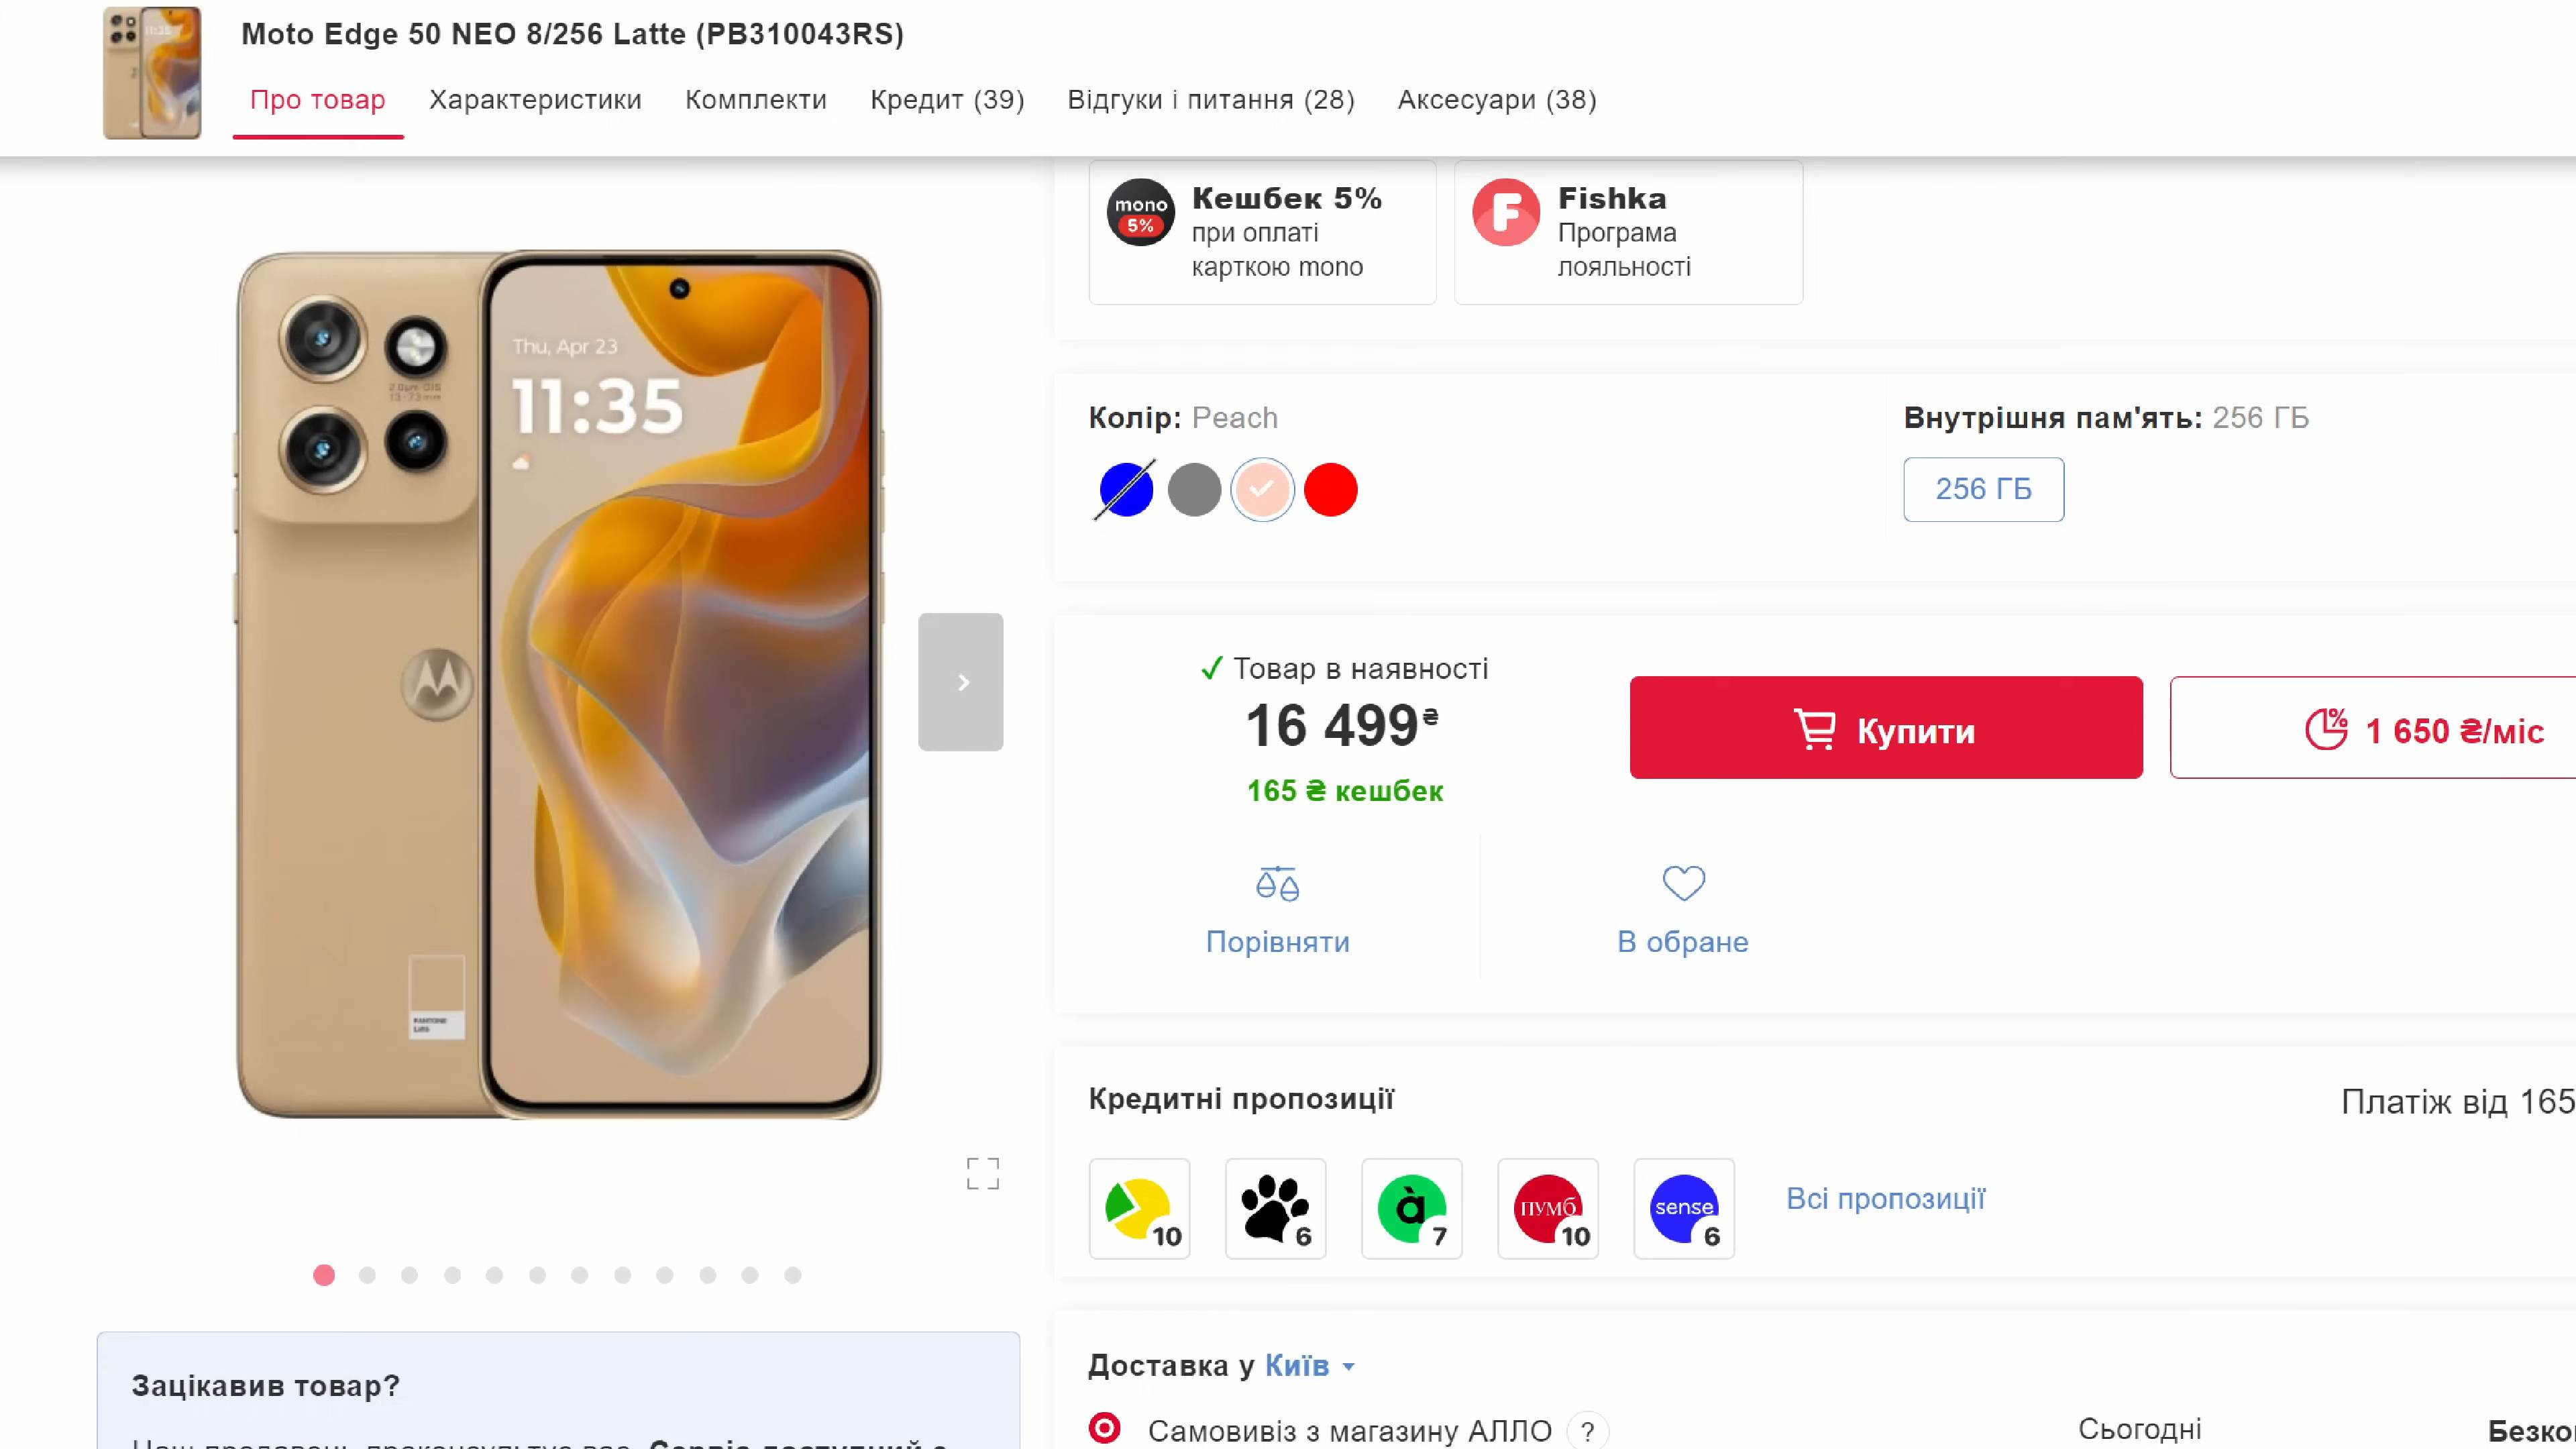 Moto Edge 50 NEO 8/256 Latte (PB310043RS)
Про товар Характеристики Комплекти Кредит (39) Відгуки і питання (28) Аксесуари (38)
mono
5%
Кешбек 5%
при оплаті
карткою mono
Fishka
Програма
лояльності
Thu, Apr 23
11:35
PANTONE
Latte
Колір: Peach
Внутрішня пам'ять: 256 ГБ
256 ГБ
Товар в наявності
16 499₴
165 ₴ кешбек
Купити
1 650 ₴/міс
Порівняти
В обране
Кредитні пропозиції
Платіж від 165
10
6
à 7
ПУМБ 10
sense 6
Всі пропозиції
Зацікавив товар?
Доставка у Київ
Самовивіз з магазину АЛЛО ?
Сьогодні